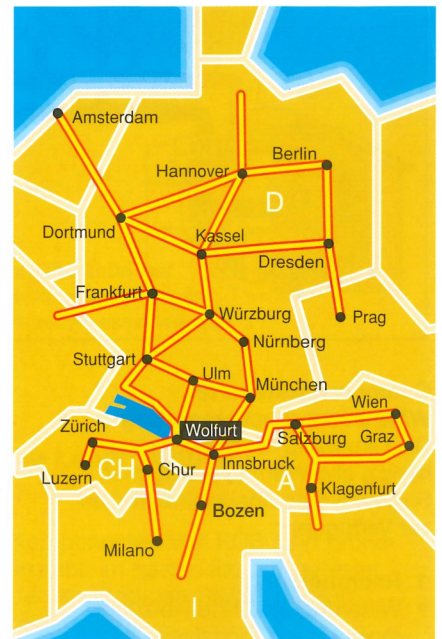 Amsterdam
Berlin
Hannover
D
Dortmund
Kassel
Dresden
Frankfurt
Würzburg
Prag
Nürnberg
Stuttgart
Ulm
München
Wien
Zürich
Wolfurt
Salzburg
Graz
Innsbruck
CH
Chur
Luzern
A
Klagenfurt
Bozen
Milano
I